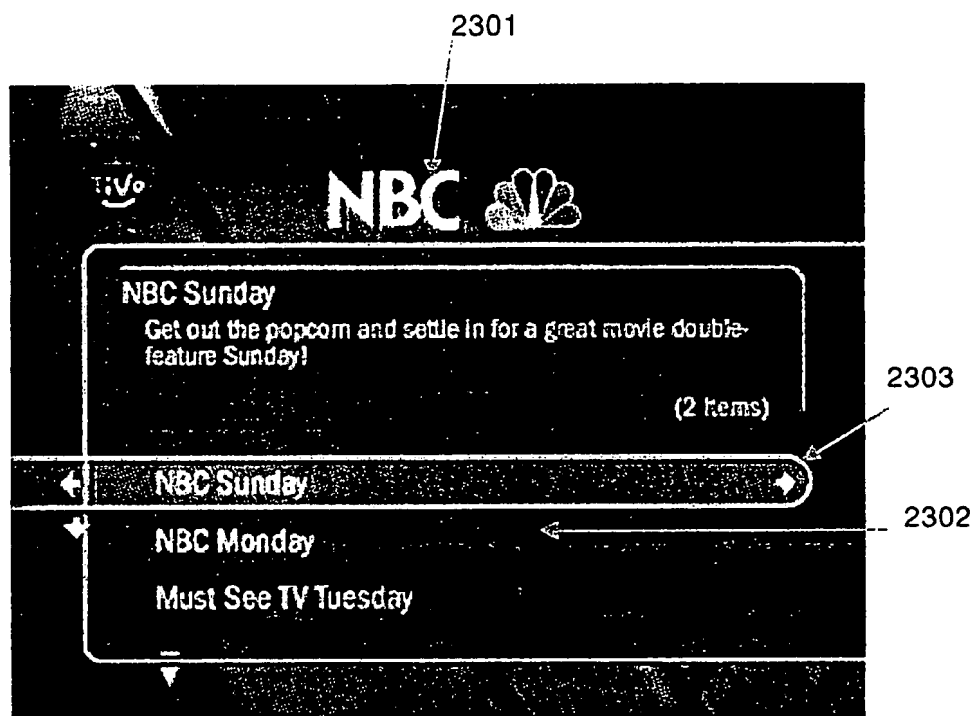 2301
TiVo
NBC
NBC Sunday
Get out the popcorn and settle in for a great movie double-
feature Sunday!
(2 items)
2303
NBC Sunday
2302
NBC Monday
Must See TV Tuesday